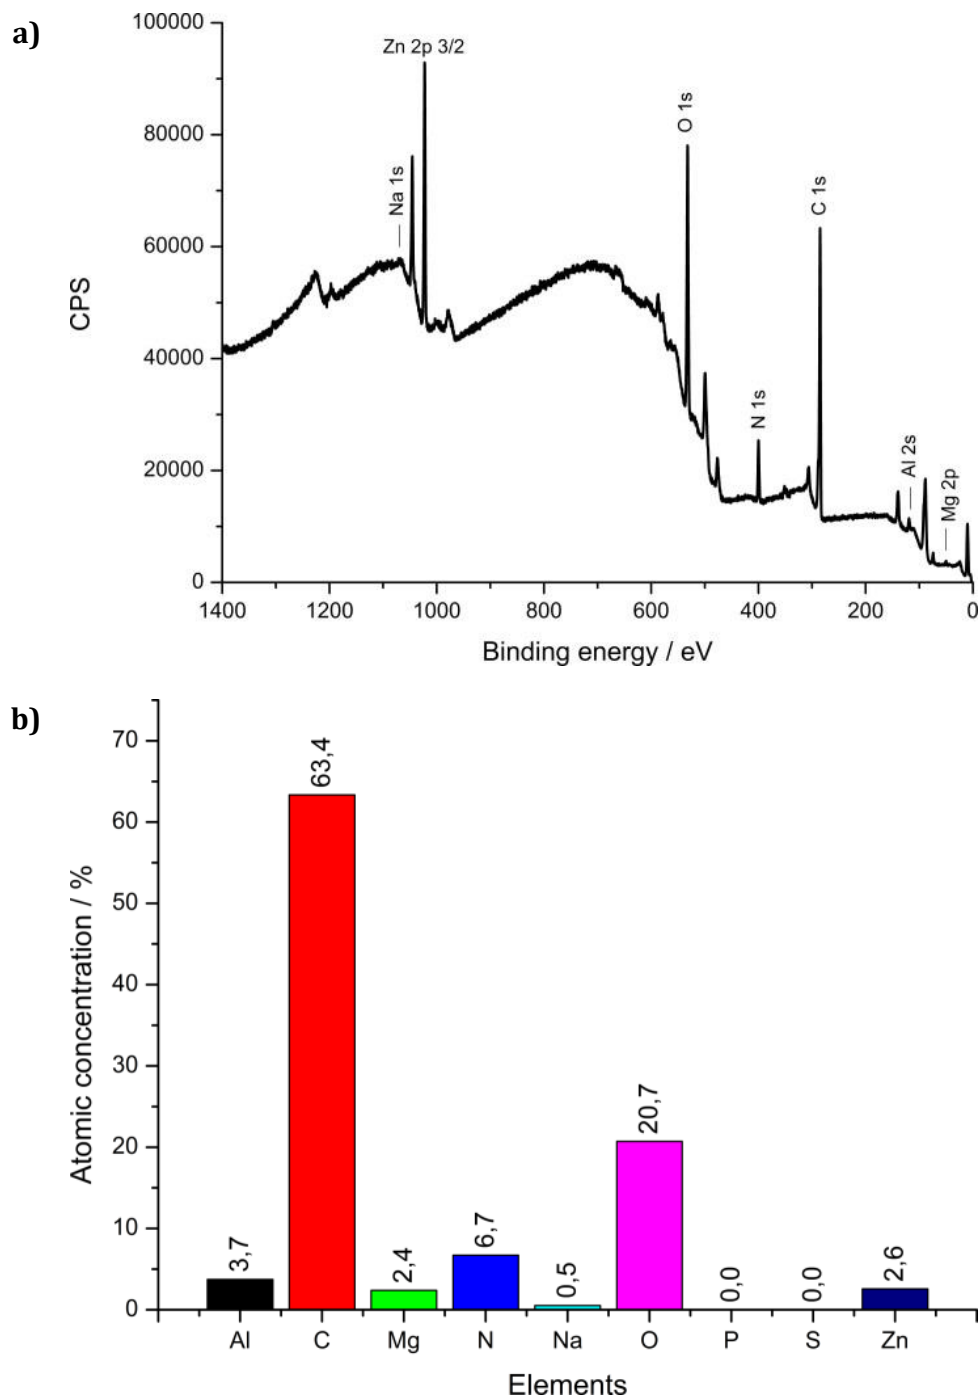 a)
100000
80000
60000
40000
20000
0
CPS
Zn 2p 3/2
Na 1s
O 1s
N 1s
C 1s
Al 2s
Mg 2p
1400 1200 1000 800 600 400 200 0
Binding energy / eV
b)
70
60
50
40
30
20
10
0
Atomic concentration / %
3,7
63,4
2,4
6,7
0,5
20,7
0,0
0,0
2,6
Al C Mg N Na O P S Zn
Elements